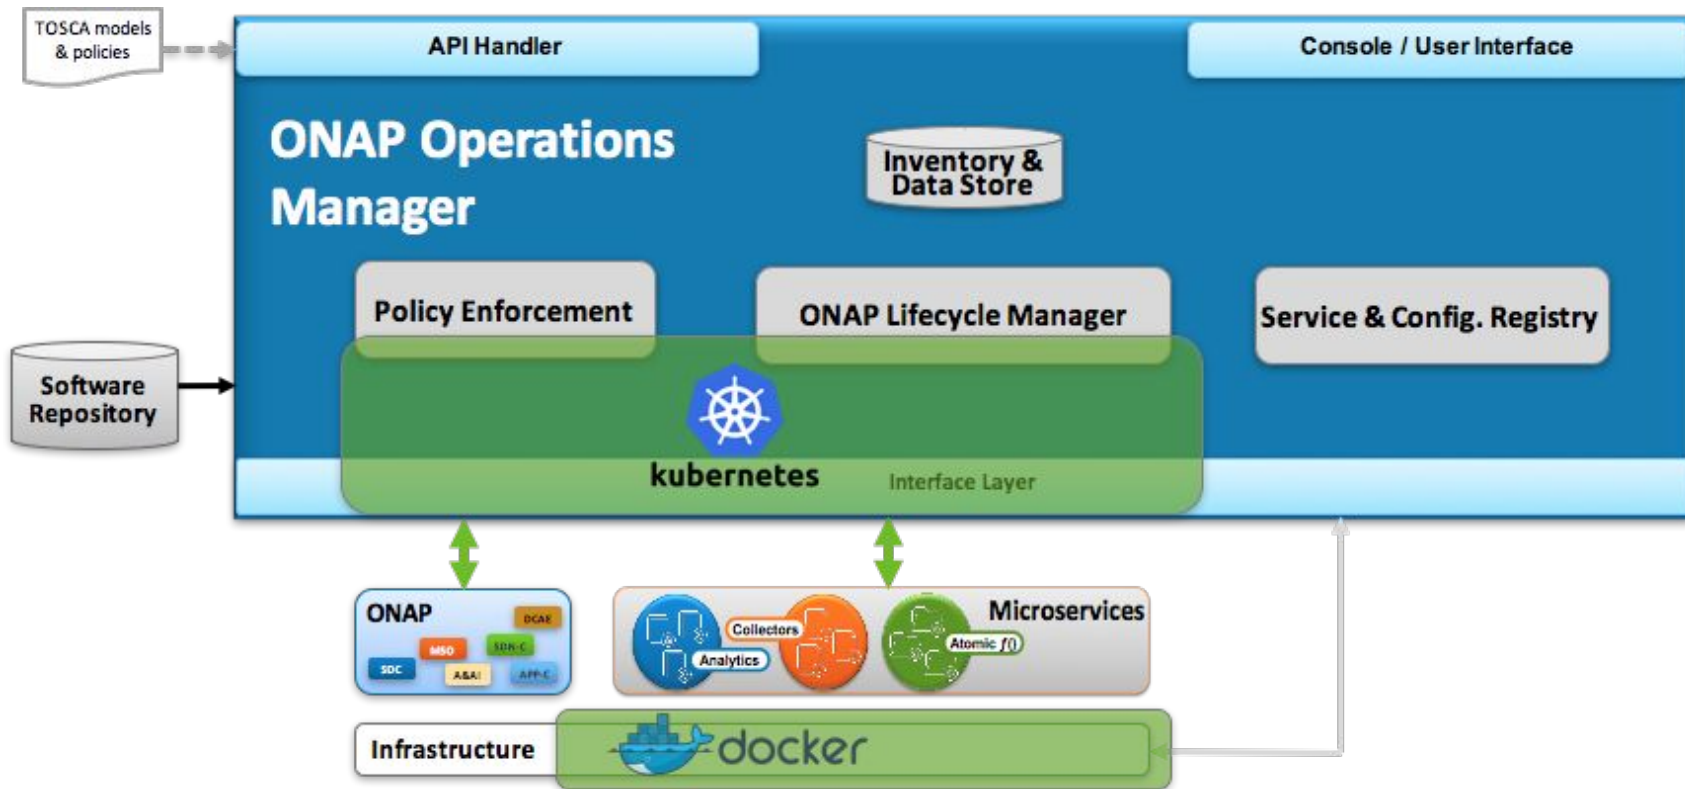 TOSCA models
& policies
API Handler
Console / User Interface
ONAP Operations
Manager
Inventory &
Data Store
Policy Enforcement
ONAP Lifecycle Manager
Service & Config. Registry
Software
Repository
kubernetes
Interface Layer
ONAP
DCAE
MSO
SDN-C
SDC
A&AI
APP-C
Microservices
Collectors
Analytics
Atomic ƒ()
Infrastructure
docker